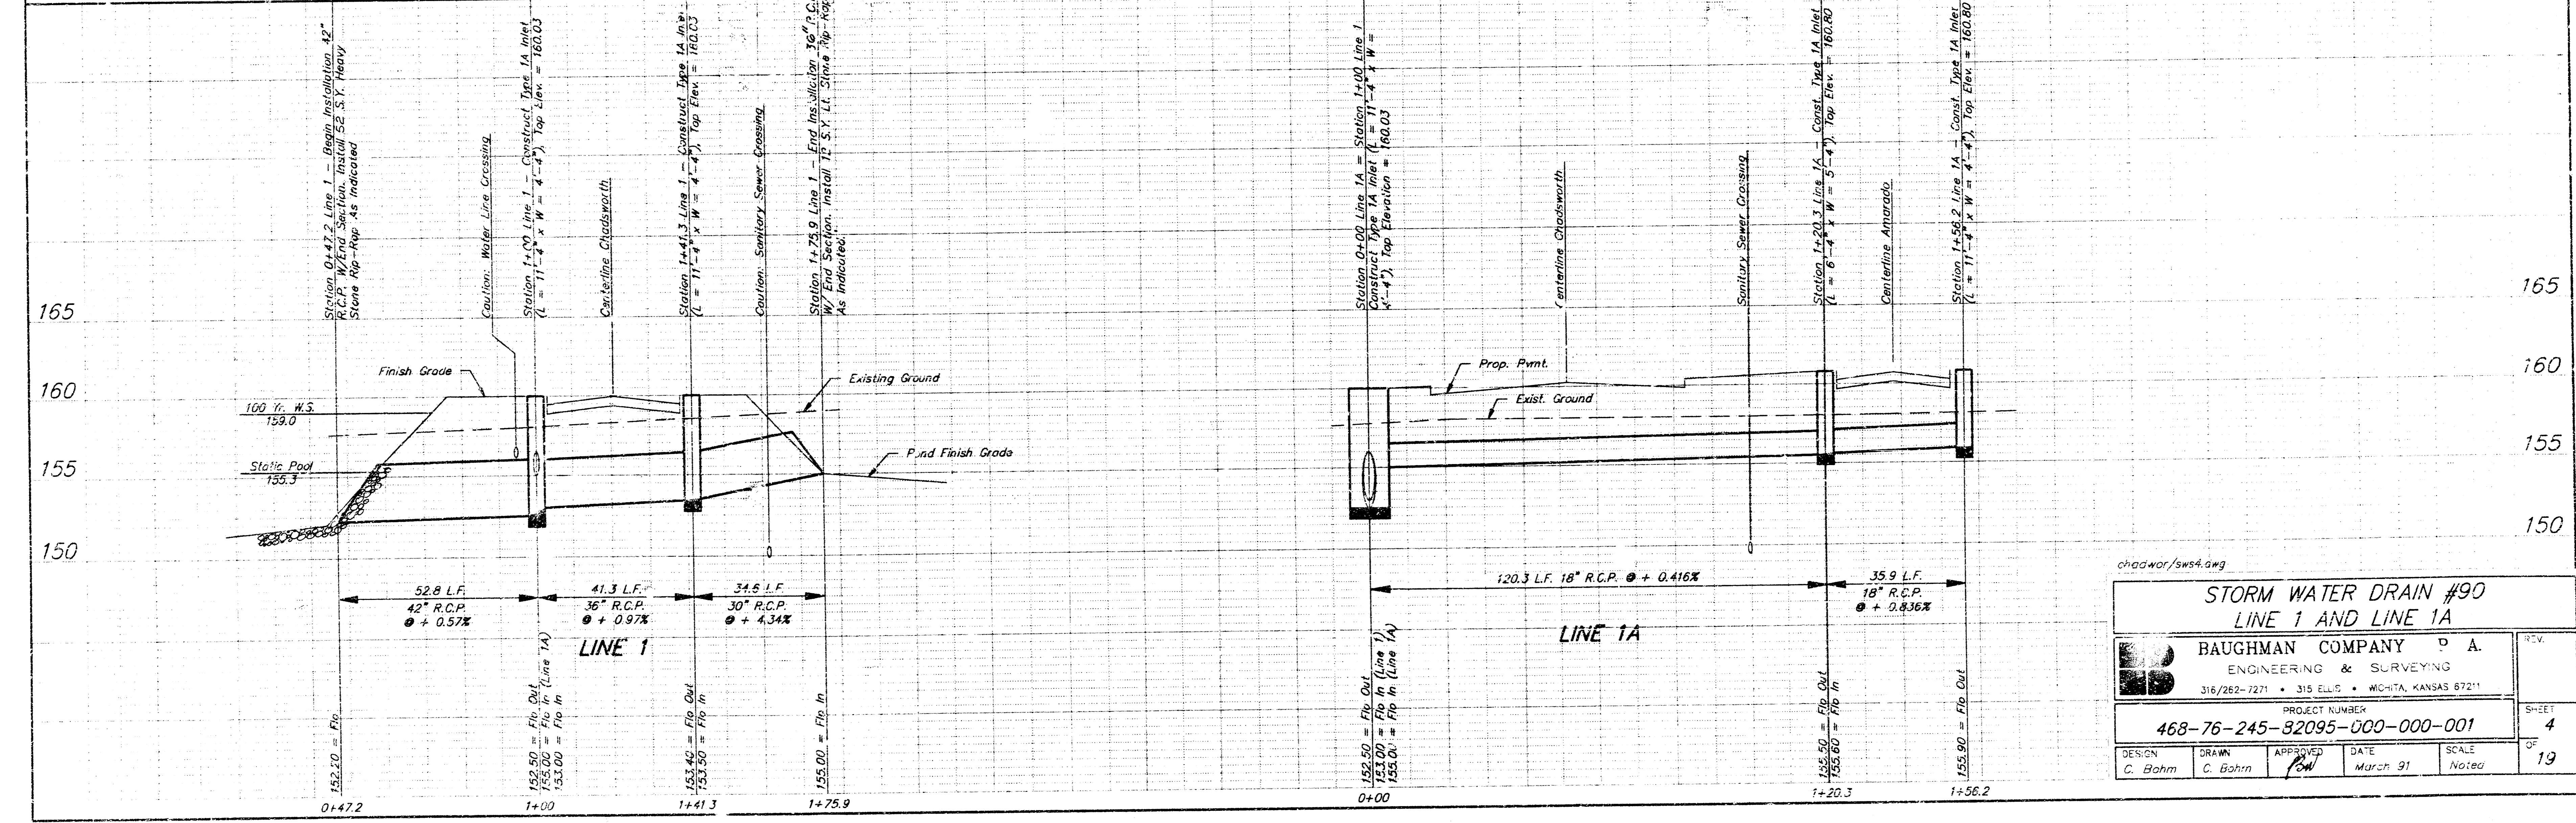 Station 0+47.2 Line 1 - Begin Installation 42"
R.C.P. W/End Section. Install 52 S.Y. Heavy
Stone Rip-Rap As Indicated
Caution: Water Line Crossing
Station 1+00 Line 1 - Construct Type 1A Inlet
(L = 11'-4" x W = 4'-4"), Top Elev. = 160.03
Centerline Chadsworth
Station 1+41.3 Line 1 - Construct Type 1A Inlet
(L = 11'-4" x W = 4'-4"), Top Elev. = 160.03
Caution: Sanitary Sewer Crossing
Station 1+75.9 Line 1 - End Installation 36" R.C.
W/ End Section. Install 12 S.Y. Lt. Stone Rip-Rap
As Indicated.
Station 0+00 Line 1A = Station 1+00 Line 1
Construct Type 1A Inlet (L = 11'-4" x W =
4'-4"), Top Elevation = 160.03
Centerline Chadsworth
Sanitary Sewer Crossing
Station 1+20.3 Line 1A - Const. Type 1A Inlet
(L = 6'-4" x W = 5'-4"), Top Elev. = 160.80
Centerline Amarado
Station 1+56.2 Line 1A - Const. Type 1A Inlet
(L = 11'-4" x W = 4'-4"), Top Elev. = 160.80
165
165
160
160
155
155
150
150
Finish Grade
100 Yr. W.S.
159.0
Static Pool
155.3
Existing Ground
Pond Finish Grade
Prop. Pvmt.
Exist. Ground
52.8 L.F.
42" R.C.P.
@ + 0.57%
41.3 L.F.
36" R.C.P.
@ + 0.97%
34.6 L.F.
30" R.C.P.
@ + 4.34%
LINE 1
120.3 L.F. 18" R.C.P. @ + 0.416%
35.9 L.F.
18" R.C.P.
@ + 0.836%
LINE 1A
152.20 = Flo
152.50 = Flo Out
155.00 = Flo In (Line 1A)
153.00 = Flo In
153.40 = Flo Out
153.50 = Flo In
155.00 = Flo In
152.50 = Flo Out
153.00 = Flo In (Line 1)
155.00 = Flo In (Line 1A)
155.50 = Flo Out
155.60 = Flo In
155.90 = Flo Out
0+47.2
1+00
1+41.3
1+75.9
0+00
1+20.3
1+56.2
chadwor/sws4.dwg
STORM WATER DRAIN #90
LINE 1 AND LINE 1A
BAUGHMAN COMPANY P A.
ENGINEERING & SURVEYING
316/262-7271 • 315 ELLIS • WICHITA, KANSAS 67211
REV.
PROJECT NUMBER
468-76-245-82095-000-000-001
SHEET
4
OF
19
DESIGN
C. Bohm
DRAWN
C. Bohm
APPROVED
DATE
March 91
SCALE
Noted